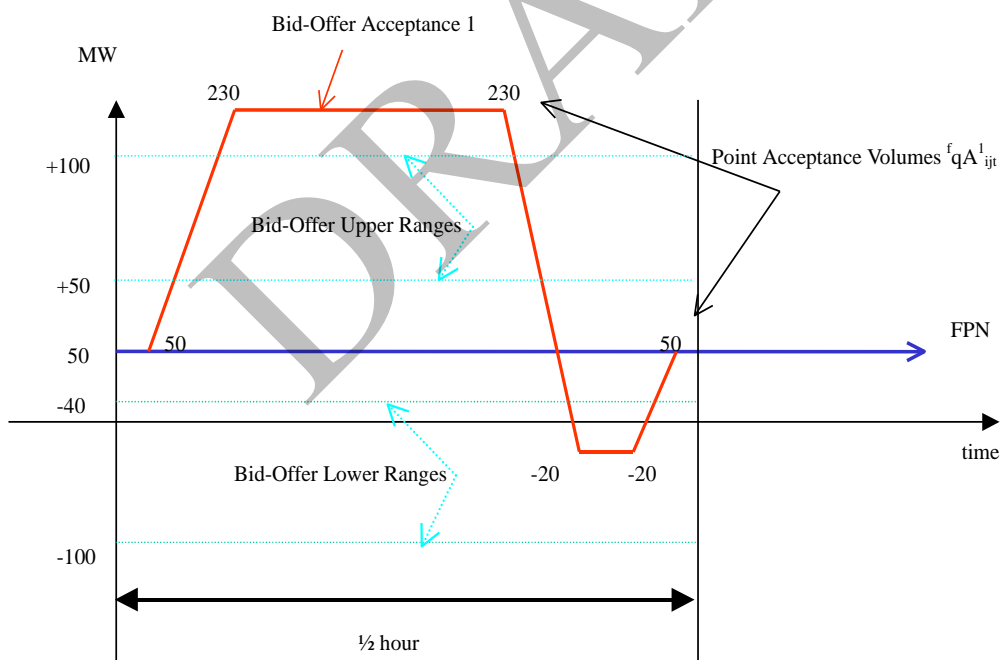 Bid-Offer Acceptance 1
MW
230
230
+100
Point Acceptance Volumes ᶠqA¹ᵢⱼₜ
Bid-Offer Upper Ranges
+50
FPN
50
50
50
-40
time
Bid-Offer Lower Ranges
-20
-20
-100
½ hour
DRA